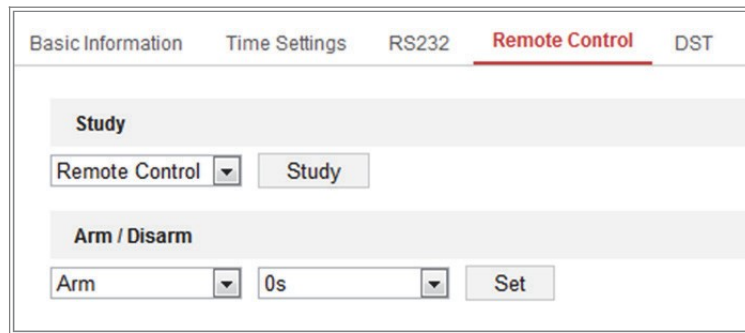 Basic Information Time Settings RS232 Remote Control DST
Study
Remote Control Study
Arm / Disarm
Arm 0s Set